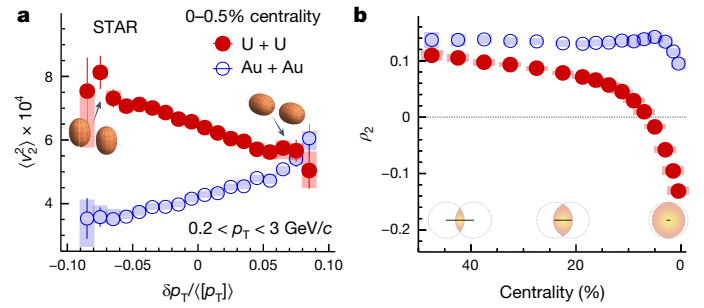 a
STAR
0–0.5% centrality
U + U
Au + Au
⟨v₂²⟩ × 10⁴
8
6
4
0.2 < pT < 3 GeV/c
−0.10
−0.05
0
0.05
0.10
δpT/⟨[pT]⟩
b
ρ₂
0.1
0
−0.1
−0.2
40
20
0
Centrality (%)